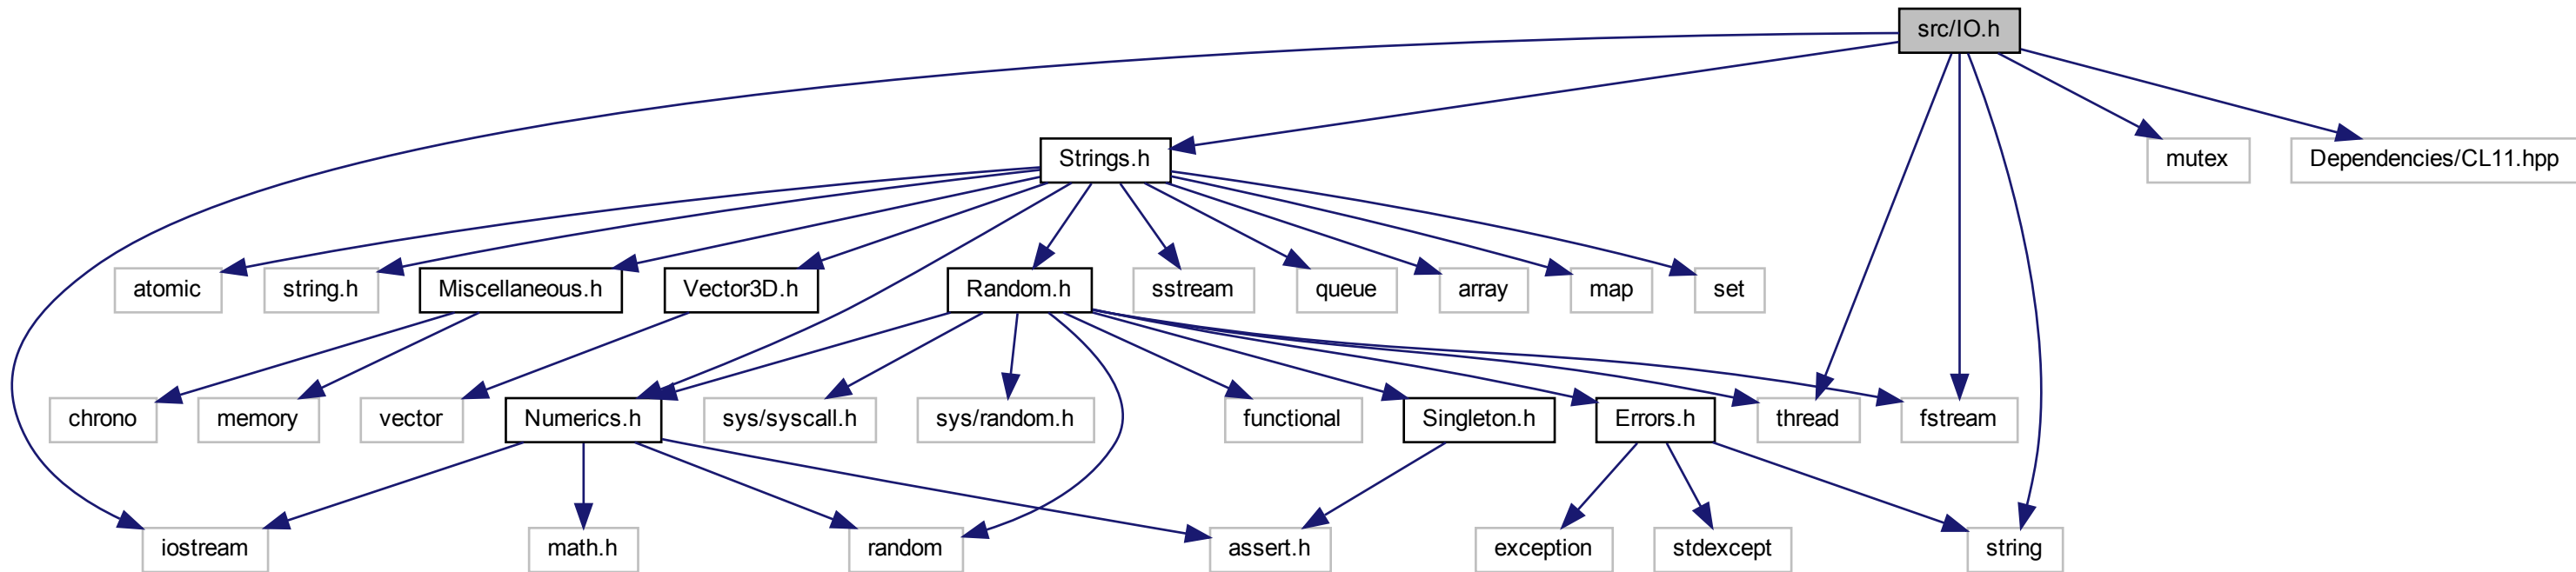 src/IO.h
Strings.h
mutex
Dependencies/CL11.hpp
atomic
string.h
Miscellaneous.h
Vector3D.h
Random.h
sstream
queue
array
map
set
chrono
memory
vector
Numerics.h
sys/syscall.h
sys/random.h
functional
Singleton.h
Errors.h
thread
fstream
iostream
math.h
random
assert.h
exception
stdexcept
string